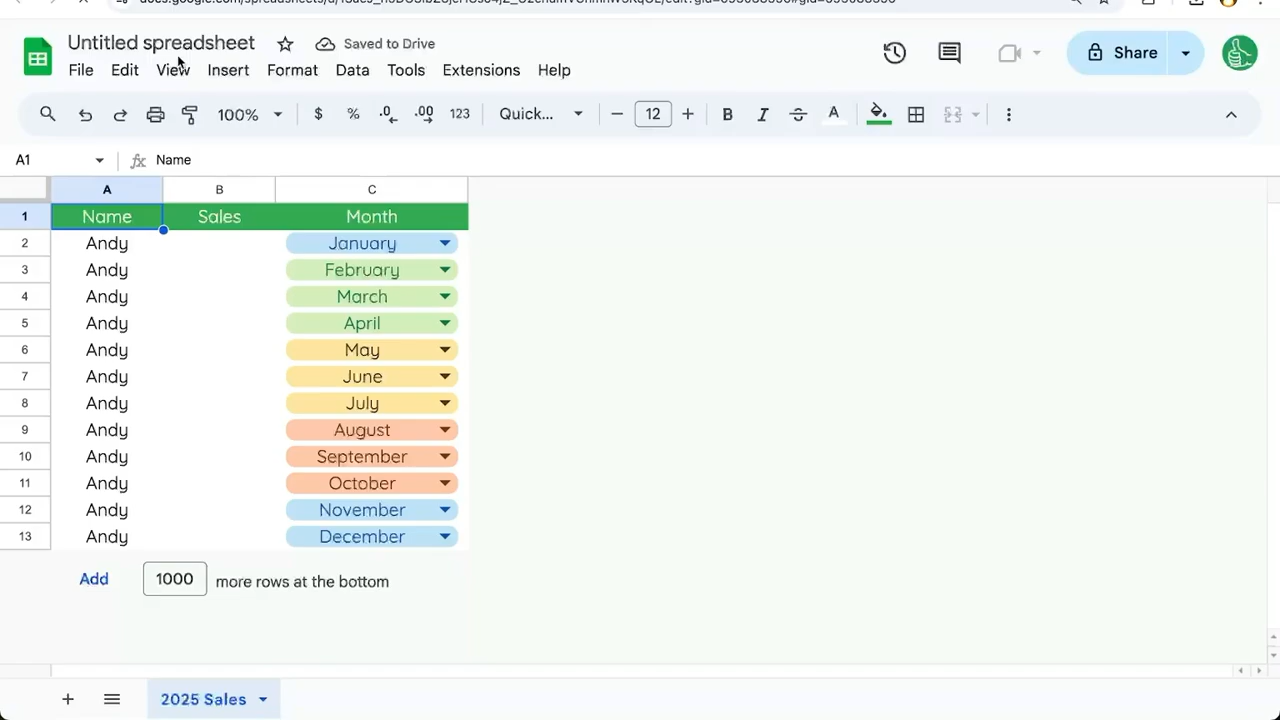 Untitled spreadsheet Saved to Drive
File Edit View Insert Format Data Tools Extensions Help
Share
100% $ % .0 .00 123 Quick... 12 B I A
A1 fx Name
A B C
1 Name Sales Month
2 Andy January
3 Andy February
4 Andy March
5 Andy April
6 Andy May
7 Andy June
8 Andy July
9 Andy August
10 Andy September
11 Andy October
12 Andy November
13 Andy December
Add 1000 more rows at the bottom
2025 Sales